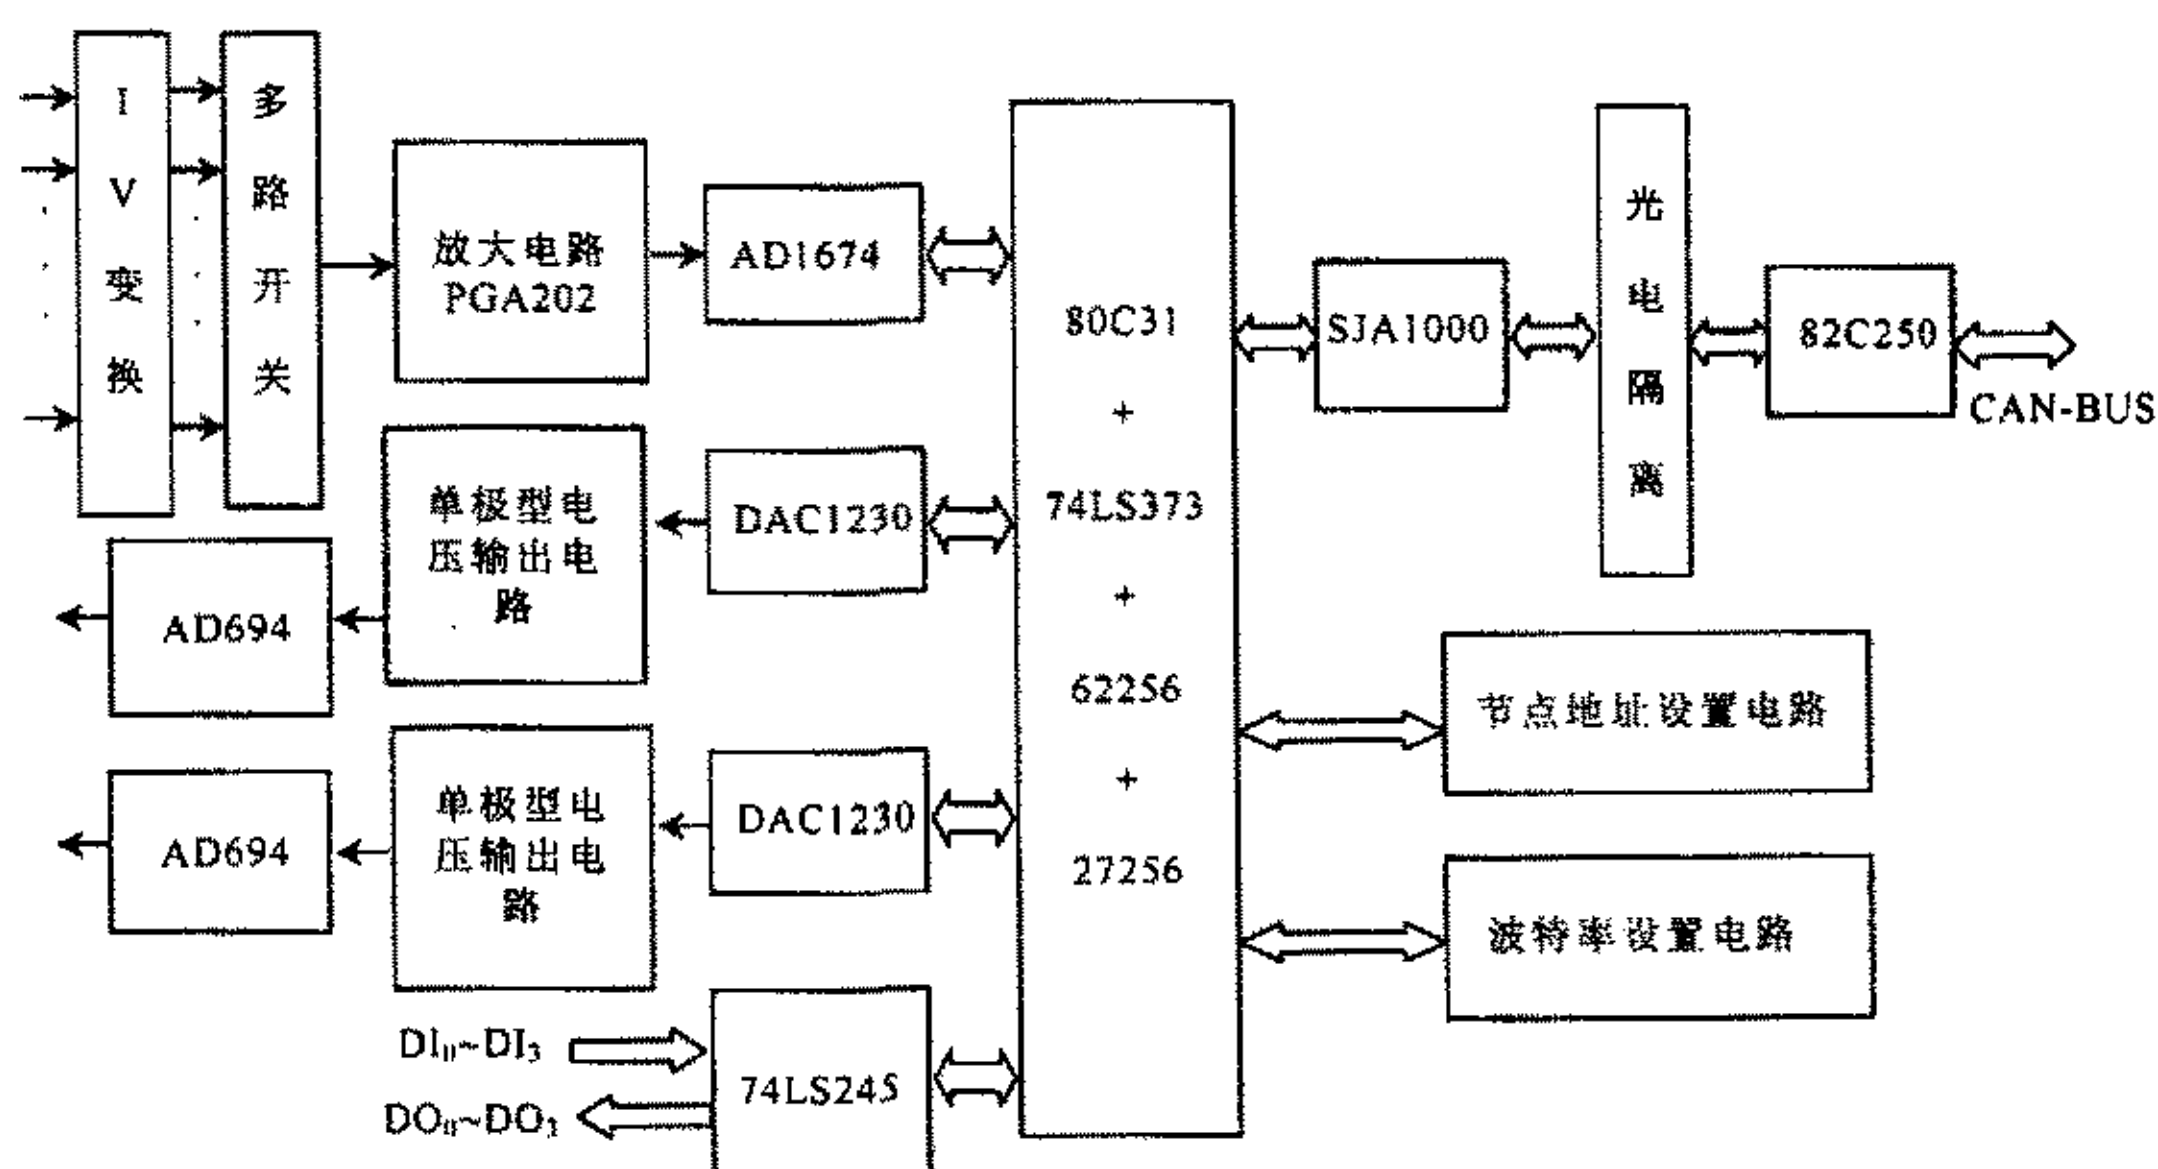 I
V
变
换
多
路
开
关
放大电路
PGA202
AD1674
80C31
+
74LS373
+
62256
+
27256
SJA1000
光
电
隔
离
82C250
CAN-BUS
单极型电
压输出电
路
DAC1230
AD694
节点地址设置电路
单极型电
压输出电
路
DAC1230
AD694
波特率设置电路
DI₀~DI₃
DO₀~DO₃
74LS245